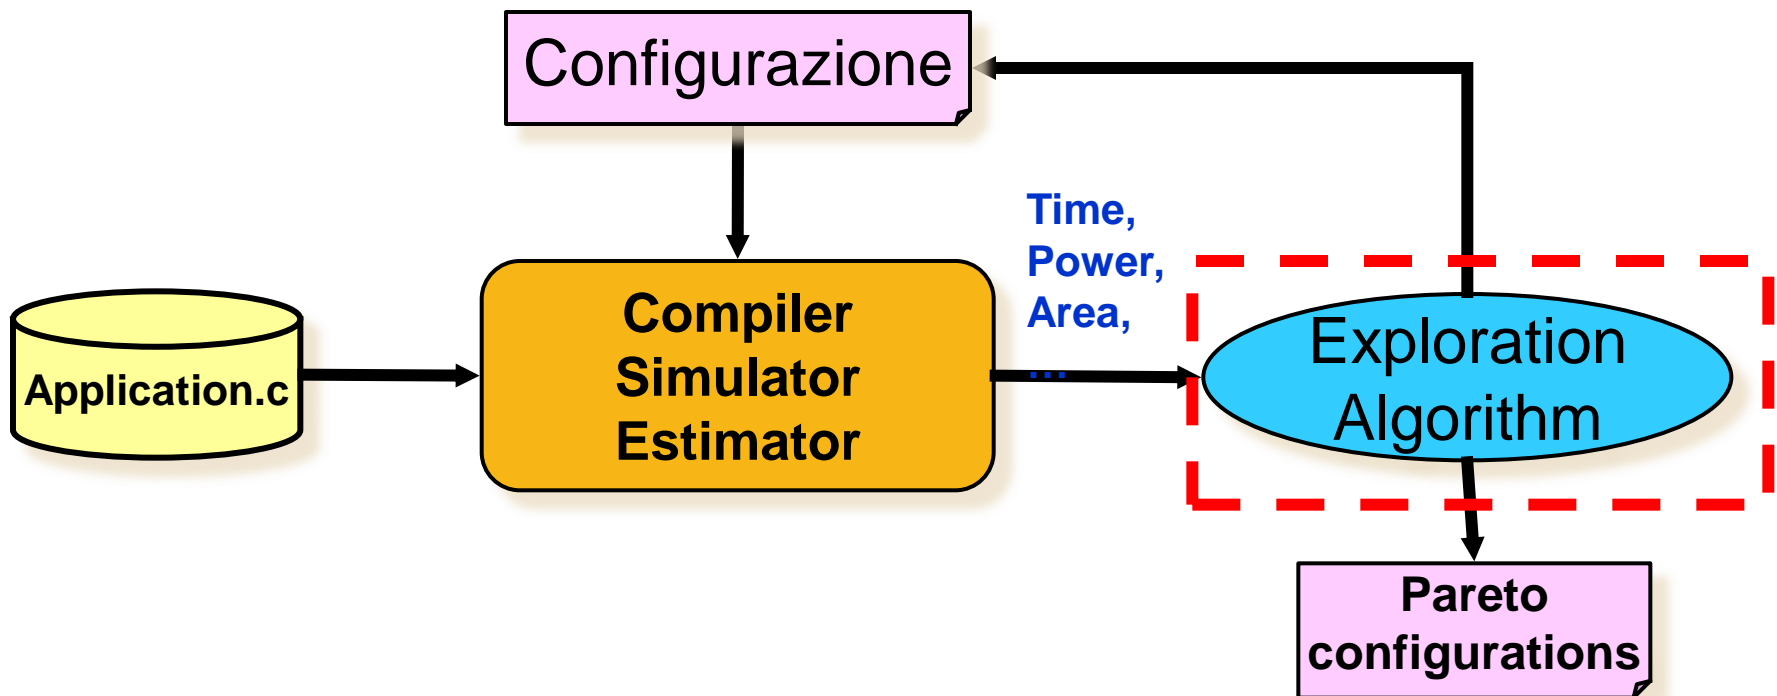 Configurazione
Time,
Power,
Area,
...
Application.c
Compiler
Simulator
Estimator
Exploration
Algorithm
Pareto
configurations